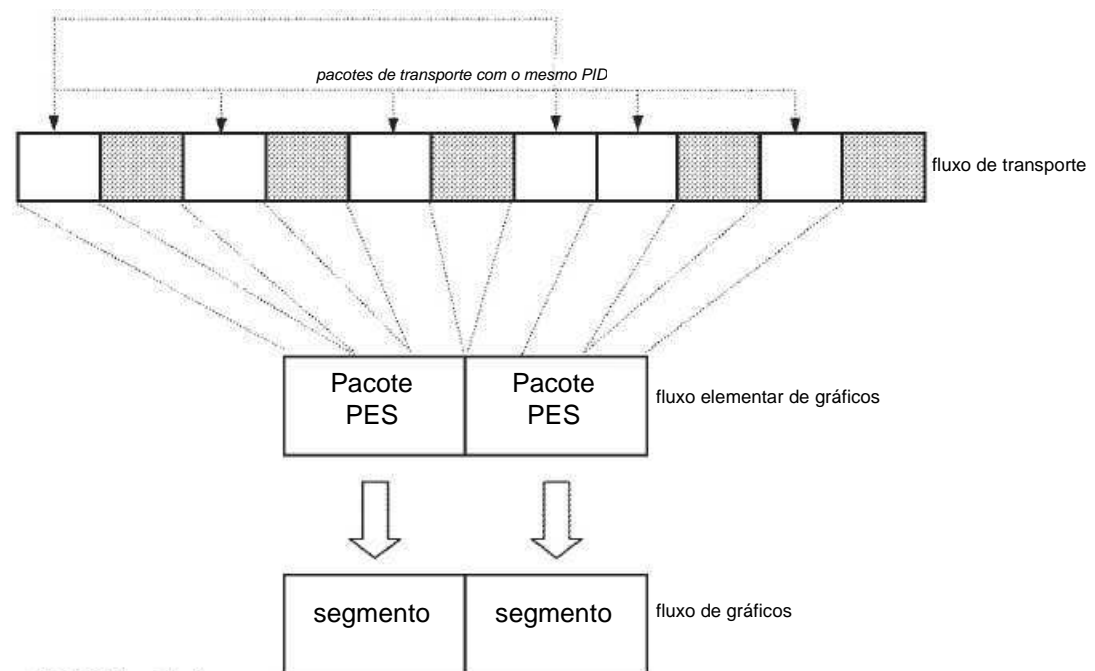 pacotes de transporte com o mesmo PID
fluxo de transporte
Pacote
PES
Pacote
PES
fluxo elementar de gráficos
segmento
segmento
fluxo de gráficos